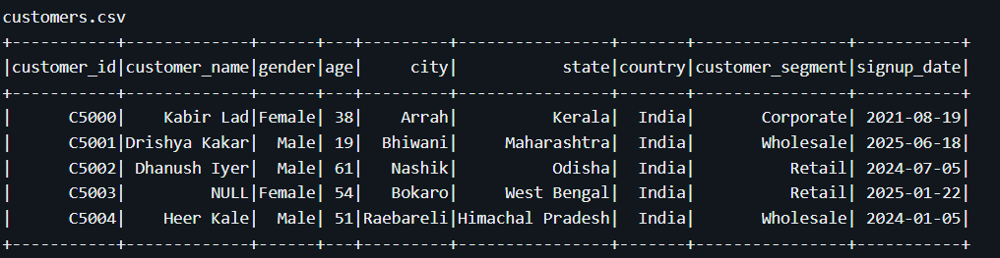 customers.csv
+-----------+-------------+------+---+---------+----------------+-------+----------------+-----------+
|customer_id|customer_name|gender|age|     city|           state|country|customer_segment|signup_date|
+-----------+-------------+------+---+---------+----------------+-------+----------------+-----------+
|      C5000|    Kabir Lad|Female| 38|    Arrah|          Kerala|  India|       Corporate| 2021-08-19|
|      C5001|Drishya Kakar|  Male| 19|  Bhiwani|     Maharashtra|  India|       Wholesale| 2025-06-18|
|      C5002| Dhanush Iyer|  Male| 61|   Nashik|          Odisha|  India|          Retail| 2024-07-05|
|      C5003|         NULL|Female| 54|   Bokaro|     West Bengal|  India|          Retail| 2025-01-22|
|      C5004|    Heer Kale|  Male| 51|Raebareli|Himachal Pradesh|  India|       Wholesale| 2024-01-05|
+-----------+-------------+------+---+---------+----------------+-------+----------------+-----------+